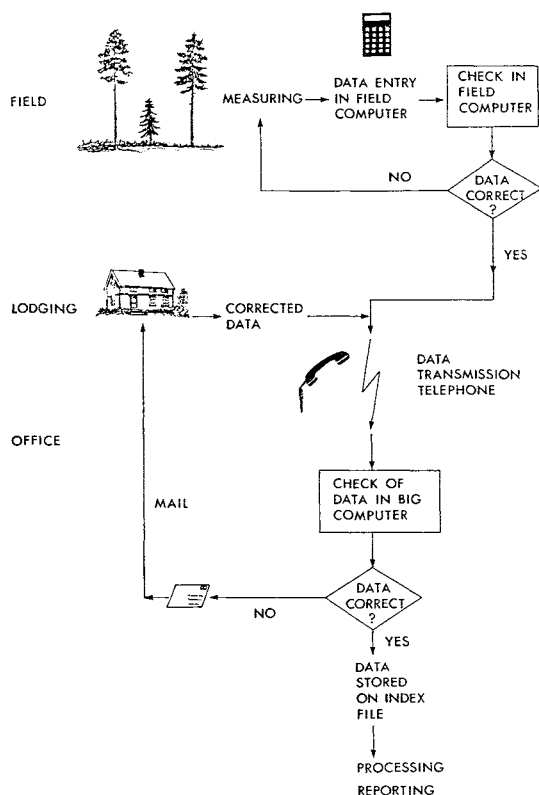 FIELD
MEASURING
DATA ENTRY
IN FIELD
COMPUTER
CHECK IN
FIELD
COMPUTER
NO
DATA
CORRECT
?
YES
LODGING
CORRECTED
DATA
DATA
TRANSMISSION
TELEPHONE
OFFICE
CHECK OF
DATA IN BIG
COMPUTER
MAIL
DATA
CORRECT
?
NO
YES
DATA
STORED
ON INDEX
FILE
PROCESSING
REPORTING